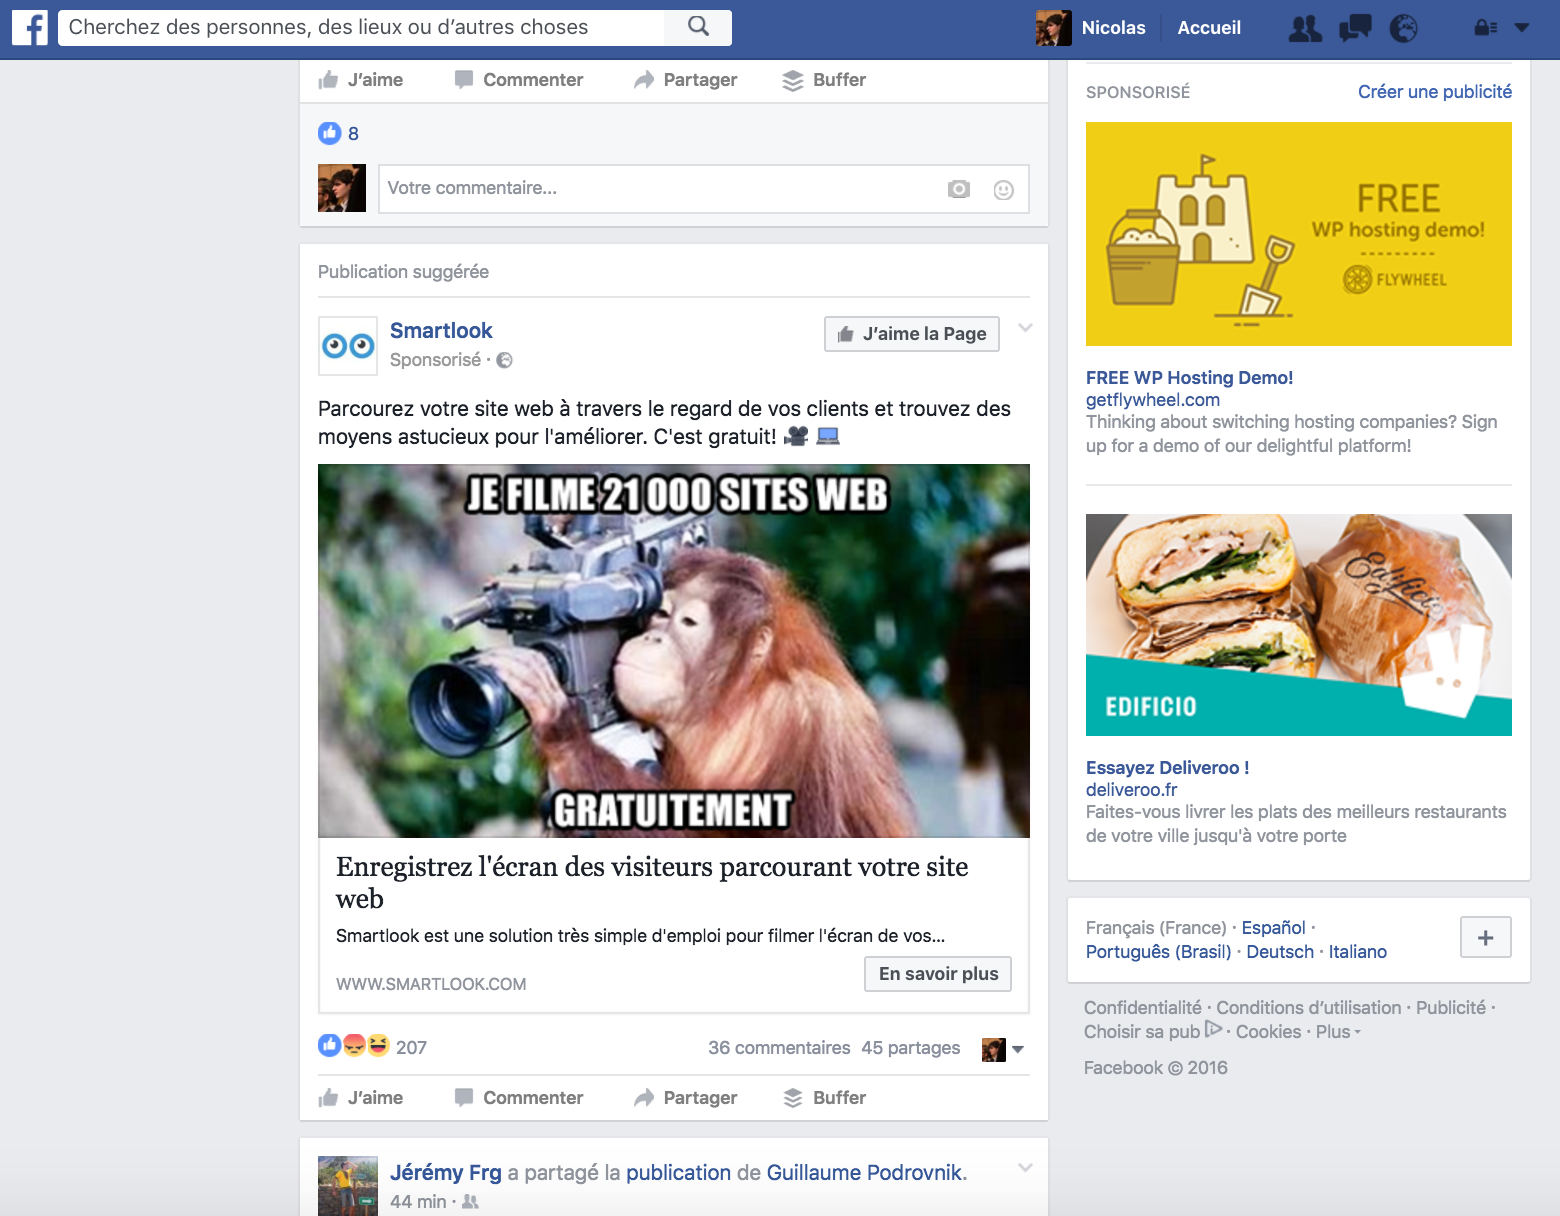 f
Cherchez des personnes, des lieux ou d’autres choses
Nicolas
Accueil
J’aime
Commenter
Partager
Buffer
8
Votre commentaire...
Publication suggérée
Smartlook
Sponsorisé ·
J’aime la Page
Parcourez votre site web à travers le regard de vos clients et trouvez des
moyens astucieux pour l'améliorer. C'est gratuit! 🎥 💻
JE FILME 21 000 SITES WEB
GRATUITEMENT
Enregistrez l'écran des visiteurs parcourant votre site
web
Smartlook est une solution très simple d'emploi pour filmer l'écran de vos...
WWW.SMARTLOOK.COM
En savoir plus
207
36 commentaires 45 partages
J’aime
Commenter
Partager
Buffer
Jérémy Frg a partagé la publication de Guillaume Podrovnik.
44 min ·
SPONSORISÉ
Créer une publicité
FREE
WP hosting demo!
FLYWHEEL
FREE WP Hosting Demo!
getflywheel.com
Thinking about switching hosting companies? Sign
up for a demo of our delightful platform!
Edificio
EDIFICIO
Essayez Deliveroo !
deliveroo.fr
Faites-vous livrer les plats des meilleurs restaurants
de votre ville jusqu'à votre porte
Français (France) · Español ·
Português (Brasil) · Deutsch · Italiano
+
Confidentialité · Conditions d’utilisation · Publicité ·
Choisir sa pub · Cookies · Plus
Facebook © 2016